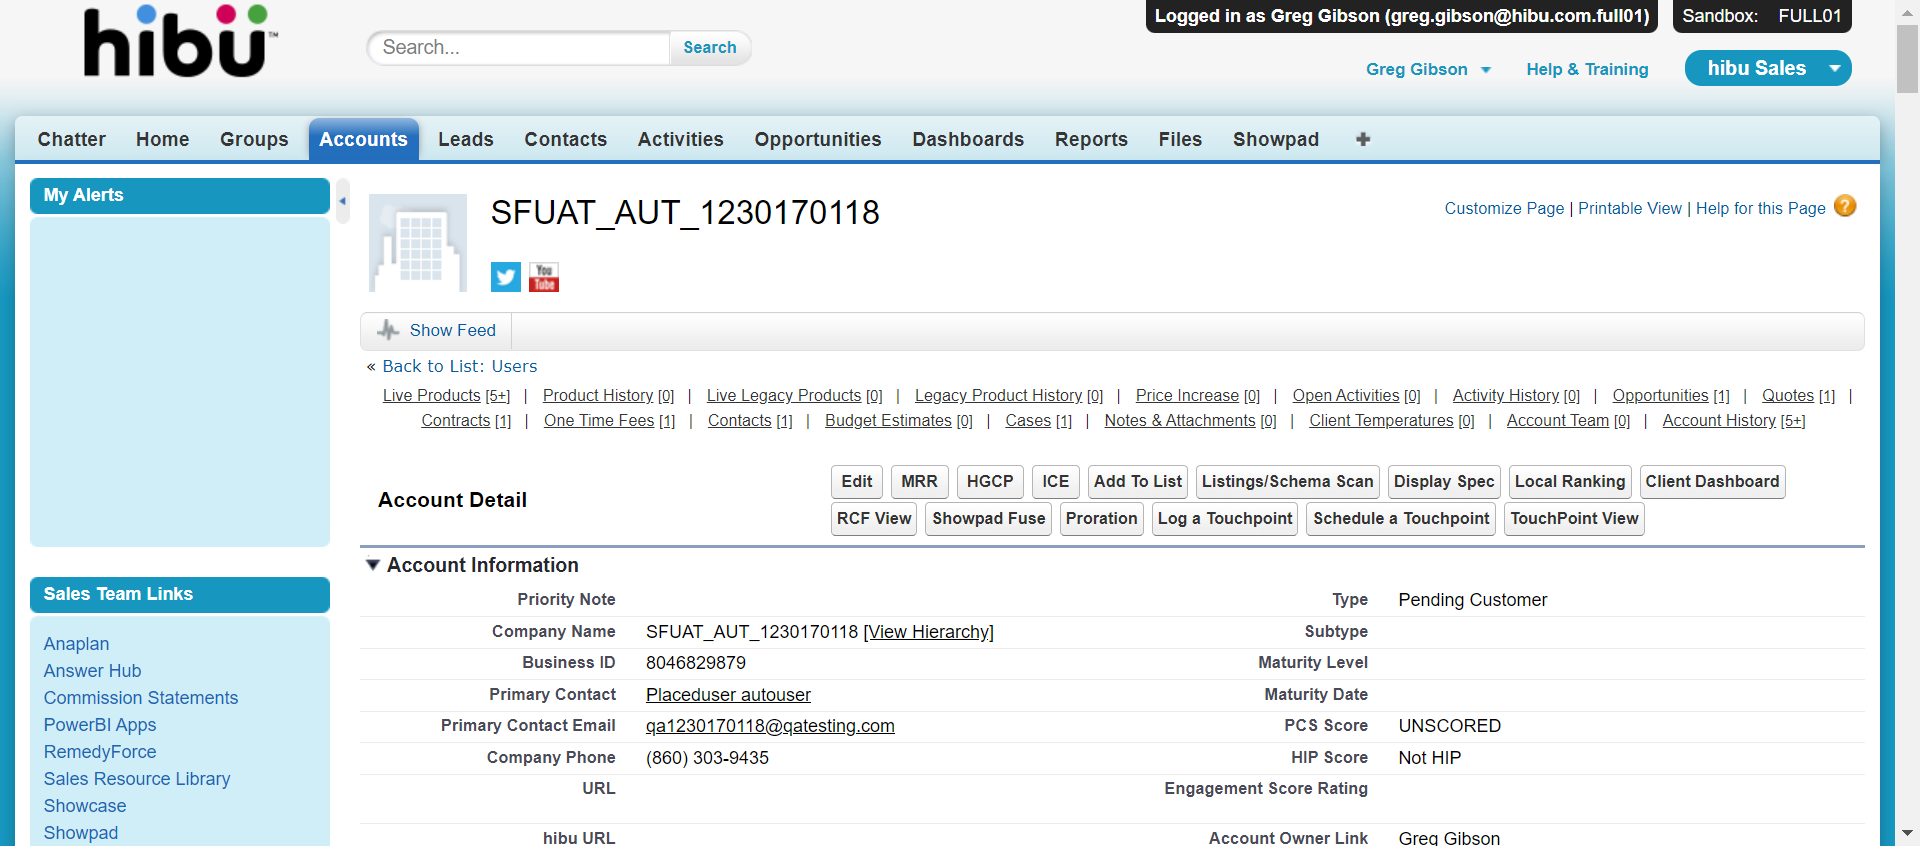 hibu™
Search...
Search
Logged in as Greg Gibson (greg.gibson@hibu.com.full01)
Sandbox: FULL01
Greg Gibson
Help & Training
hibu Sales
Chatter Home Groups Accounts Leads Contacts Activities Opportunities Dashboards Reports Files Showpad +
My Alerts
SFUAT_AUT_1230170118
Customize Page | Printable View | Help for this Page ?
You Tube
Show Feed
« Back to List: Users
Live Products [5+] | Product History [0] | Live Legacy Products [0] | Legacy Product History [0] | Price Increase [0] | Open Activities [0] | Activity History [0] | Opportunities [1] | Quotes [1] |
Contracts [1] | One Time Fees [1] | Contacts [1] | Budget Estimates [0] | Cases [1] | Notes & Attachments [0] | Client Temperatures [0] | Account Team [0] | Account History [5+]
Account Detail
Edit MRR HGCP ICE Add To List Listings/Schema Scan Display Spec Local Ranking Client Dashboard
RCF View Showpad Fuse Proration Log a Touchpoint Schedule a Touchpoint TouchPoint View
Account Information
Priority Note
Type Pending Customer
Company Name SFUAT_AUT_1230170118 [View Hierarchy]
Subtype
Business ID 8046829879
Maturity Level
Primary Contact Placeduser autouser
Maturity Date
Primary Contact Email qa1230170118@qatesting.com
PCS Score UNSCORED
Company Phone (860) 303-9435
HIP Score Not HIP
URL
Engagement Score Rating
hibu URL
Account Owner Link Greg Gibson
Sales Team Links
Anaplan
Answer Hub
Commission Statements
PowerBI Apps
RemedyForce
Sales Resource Library
Showcase
Showpad